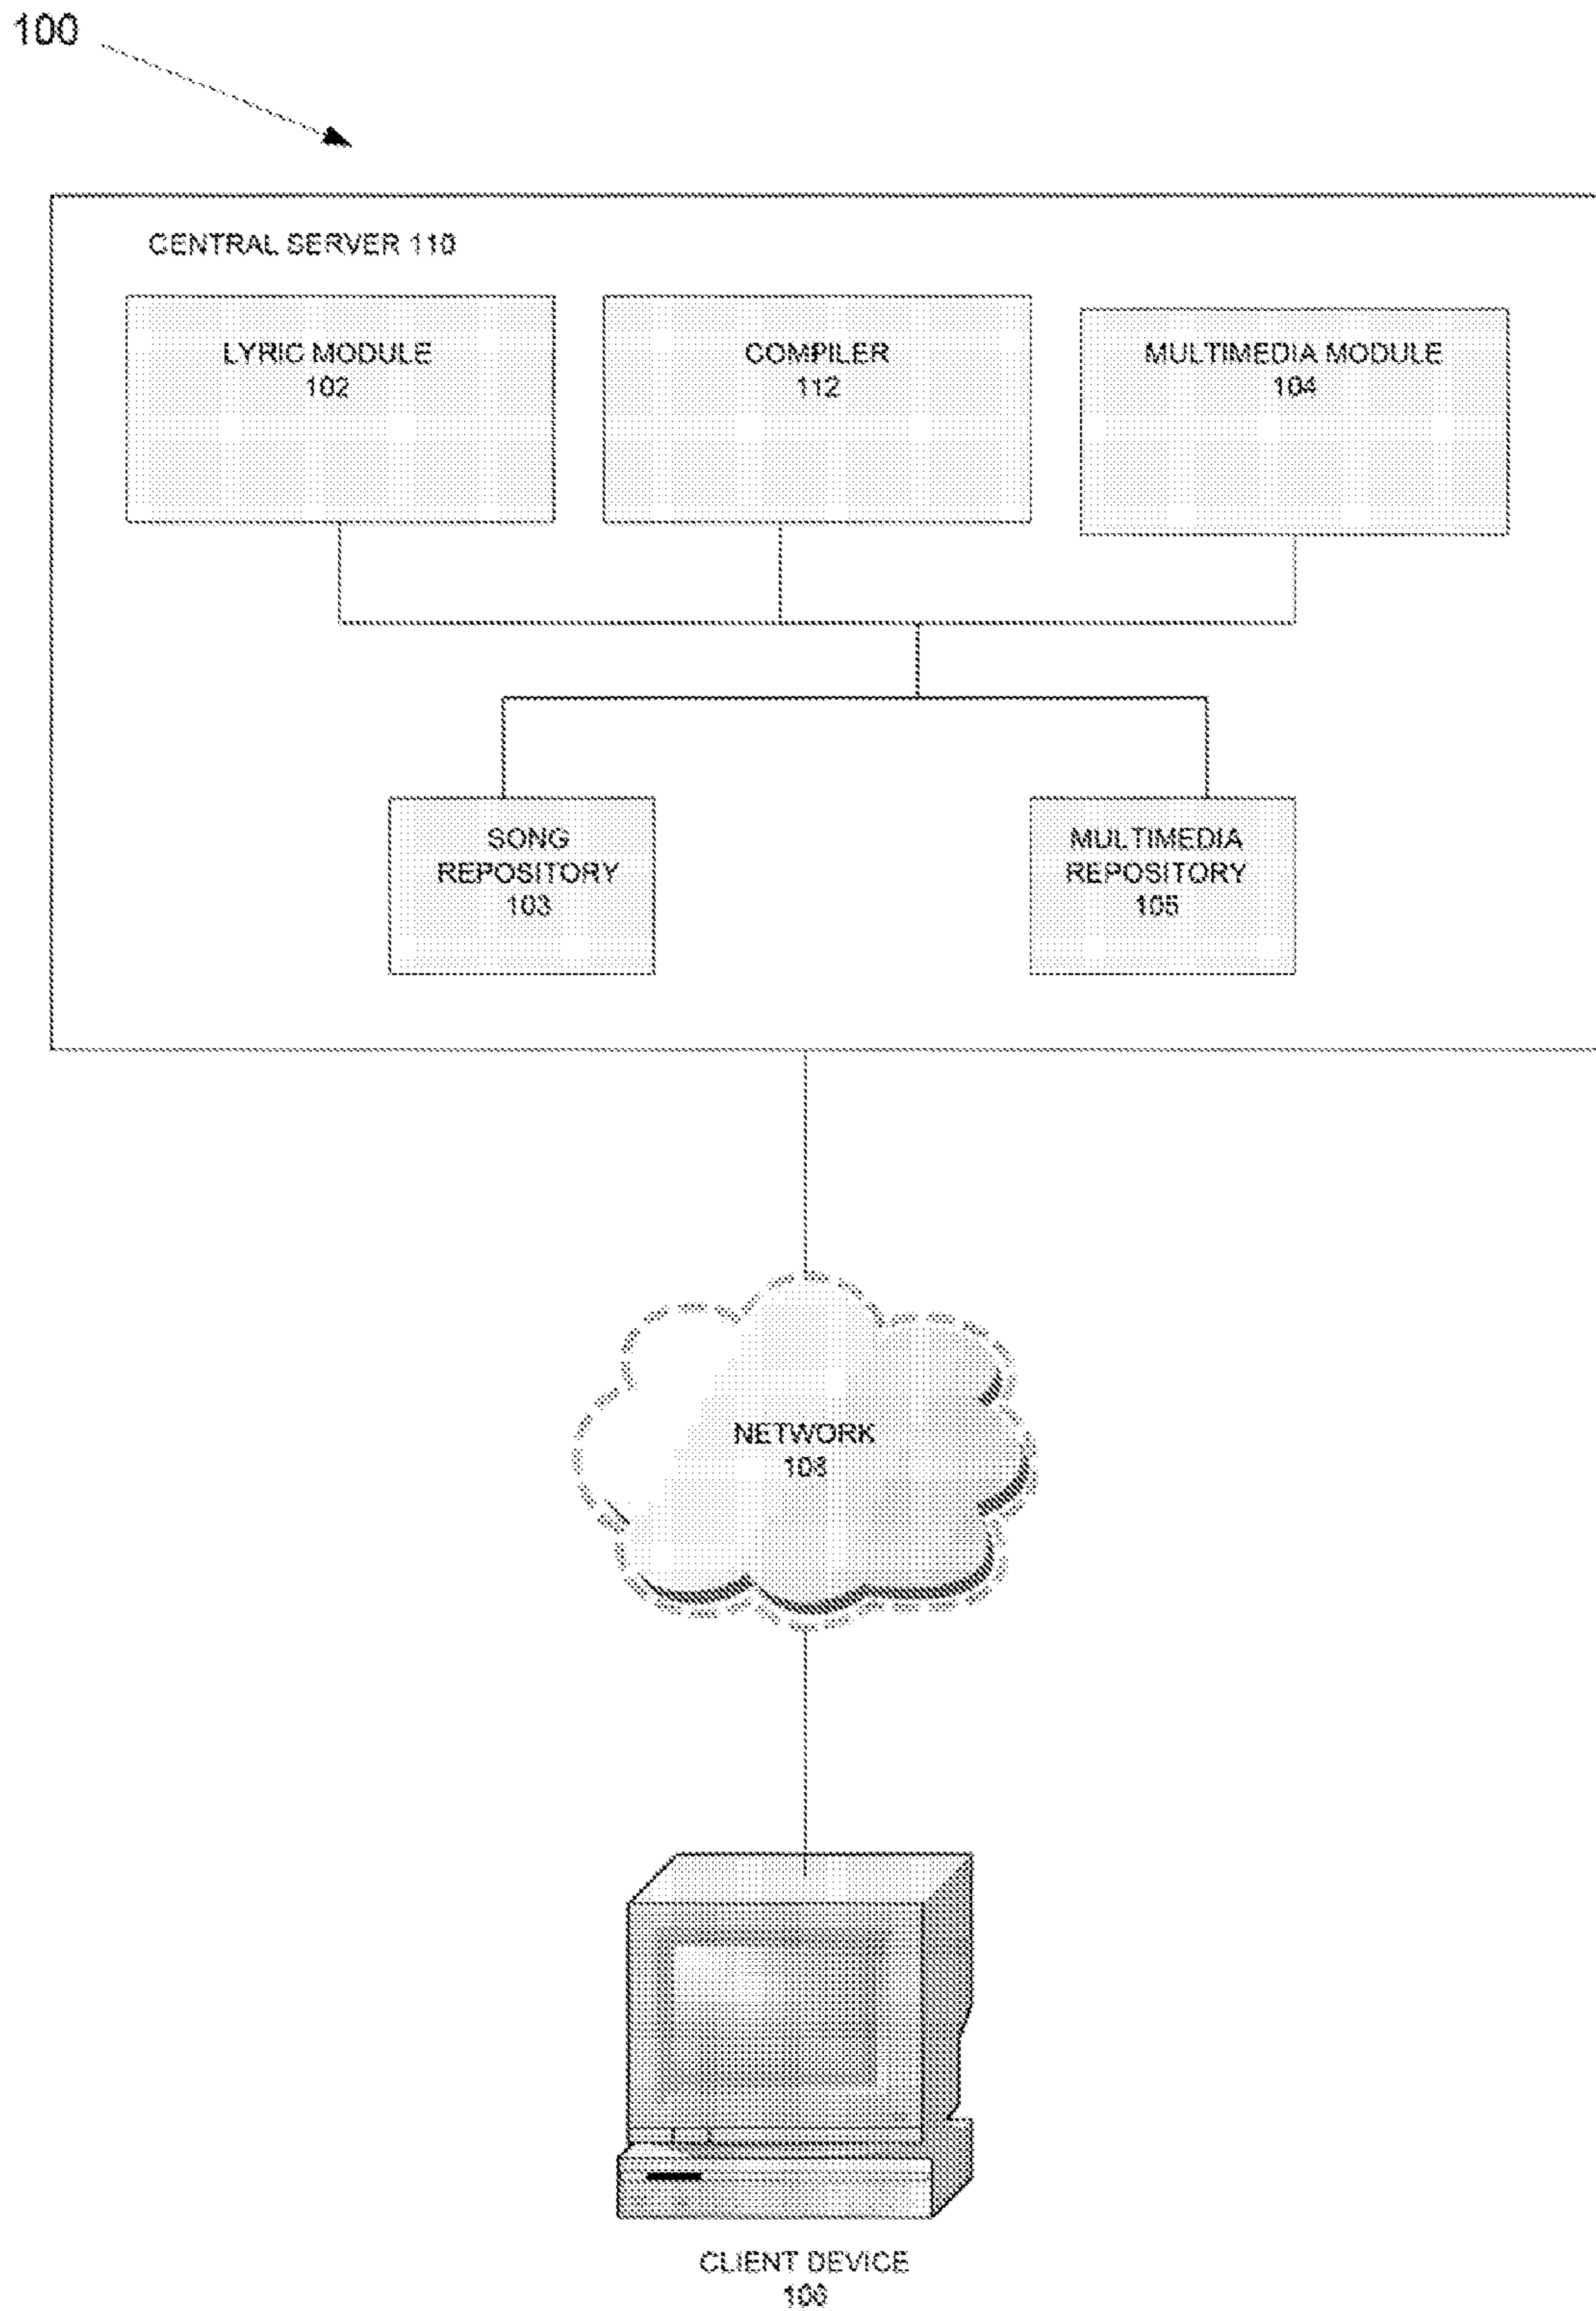 100
CENTRAL SERVER 110
LYRIC MODULE
102
COMPILER
112
MULTIMEDIA MODULE
104
SONG
REPOSITORY
103
MULTIMEDIA
REPOSITORY
105
NETWORK
108
CLIENT DEVICE
106